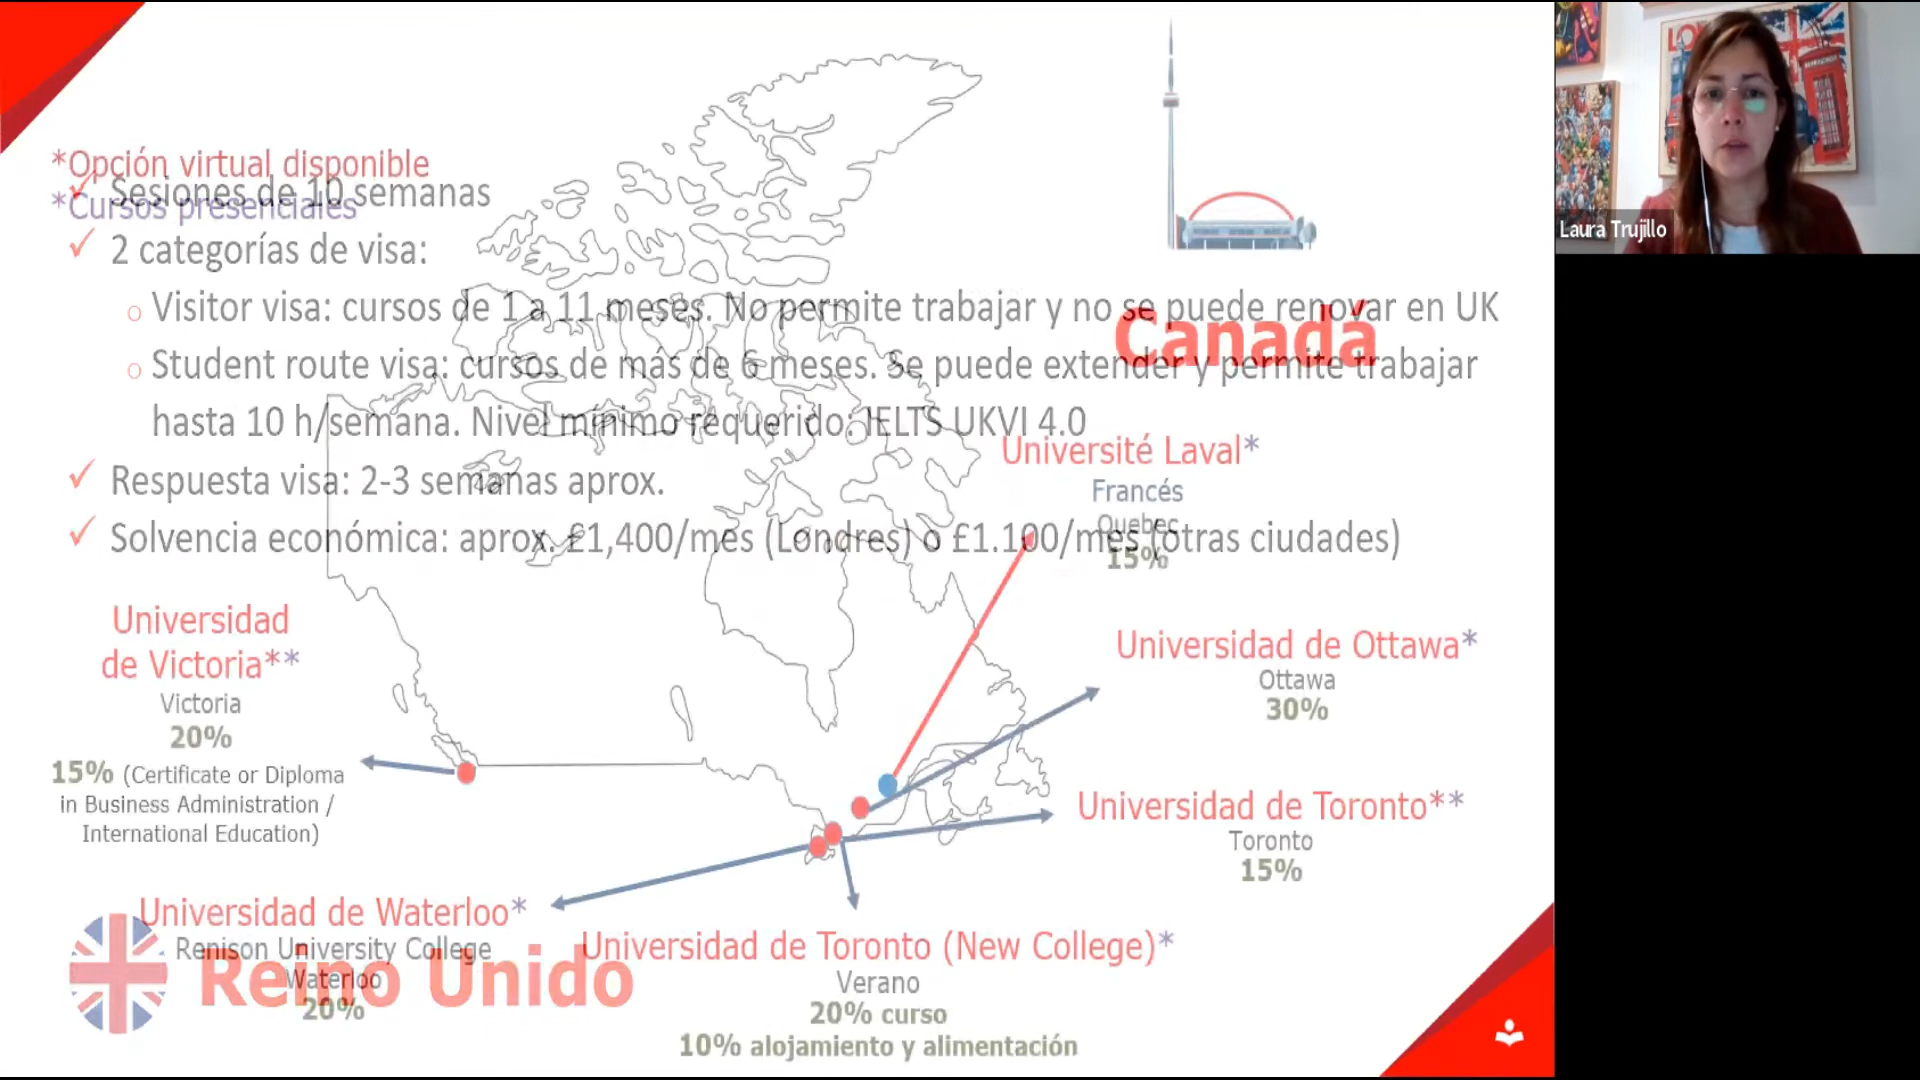 *Opción virtual disponible
*Cursos presenciales
✓ Sesiones de 10 semanas
✓ 2 categorías de visa:
o Visitor visa: cursos de 1 a 11 meses. No permite trabajar y no se puede renovar en UK
o Student route visa: cursos de más de 6 meses. Se puede extender y permite trabajar
hasta 10 h/semana. Nivel mínimo requerido: IELTS UKVI 4.0
✓ Respuesta visa: 2-3 semanas aprox.
✓ Solvencia económica: aprox. £1,400/mes (Londres) o £1.100/mes (otras ciudades)
Reino Unido
Canadá
Université Laval*
Francés
Quebec
15%
Universidad
de Victoria**
Victoria
20%
15% (Certificate or Diploma
in Business Administration /
International Education)
Universidad de Ottawa*
Ottawa
30%
Universidad de Toronto**
Toronto
15%
Universidad de Waterloo*
Renison University College
Waterloo
20%
Universidad de Toronto (New College)*
Verano
20% curso
10% alojamiento y alimentación
Laura Trujillo